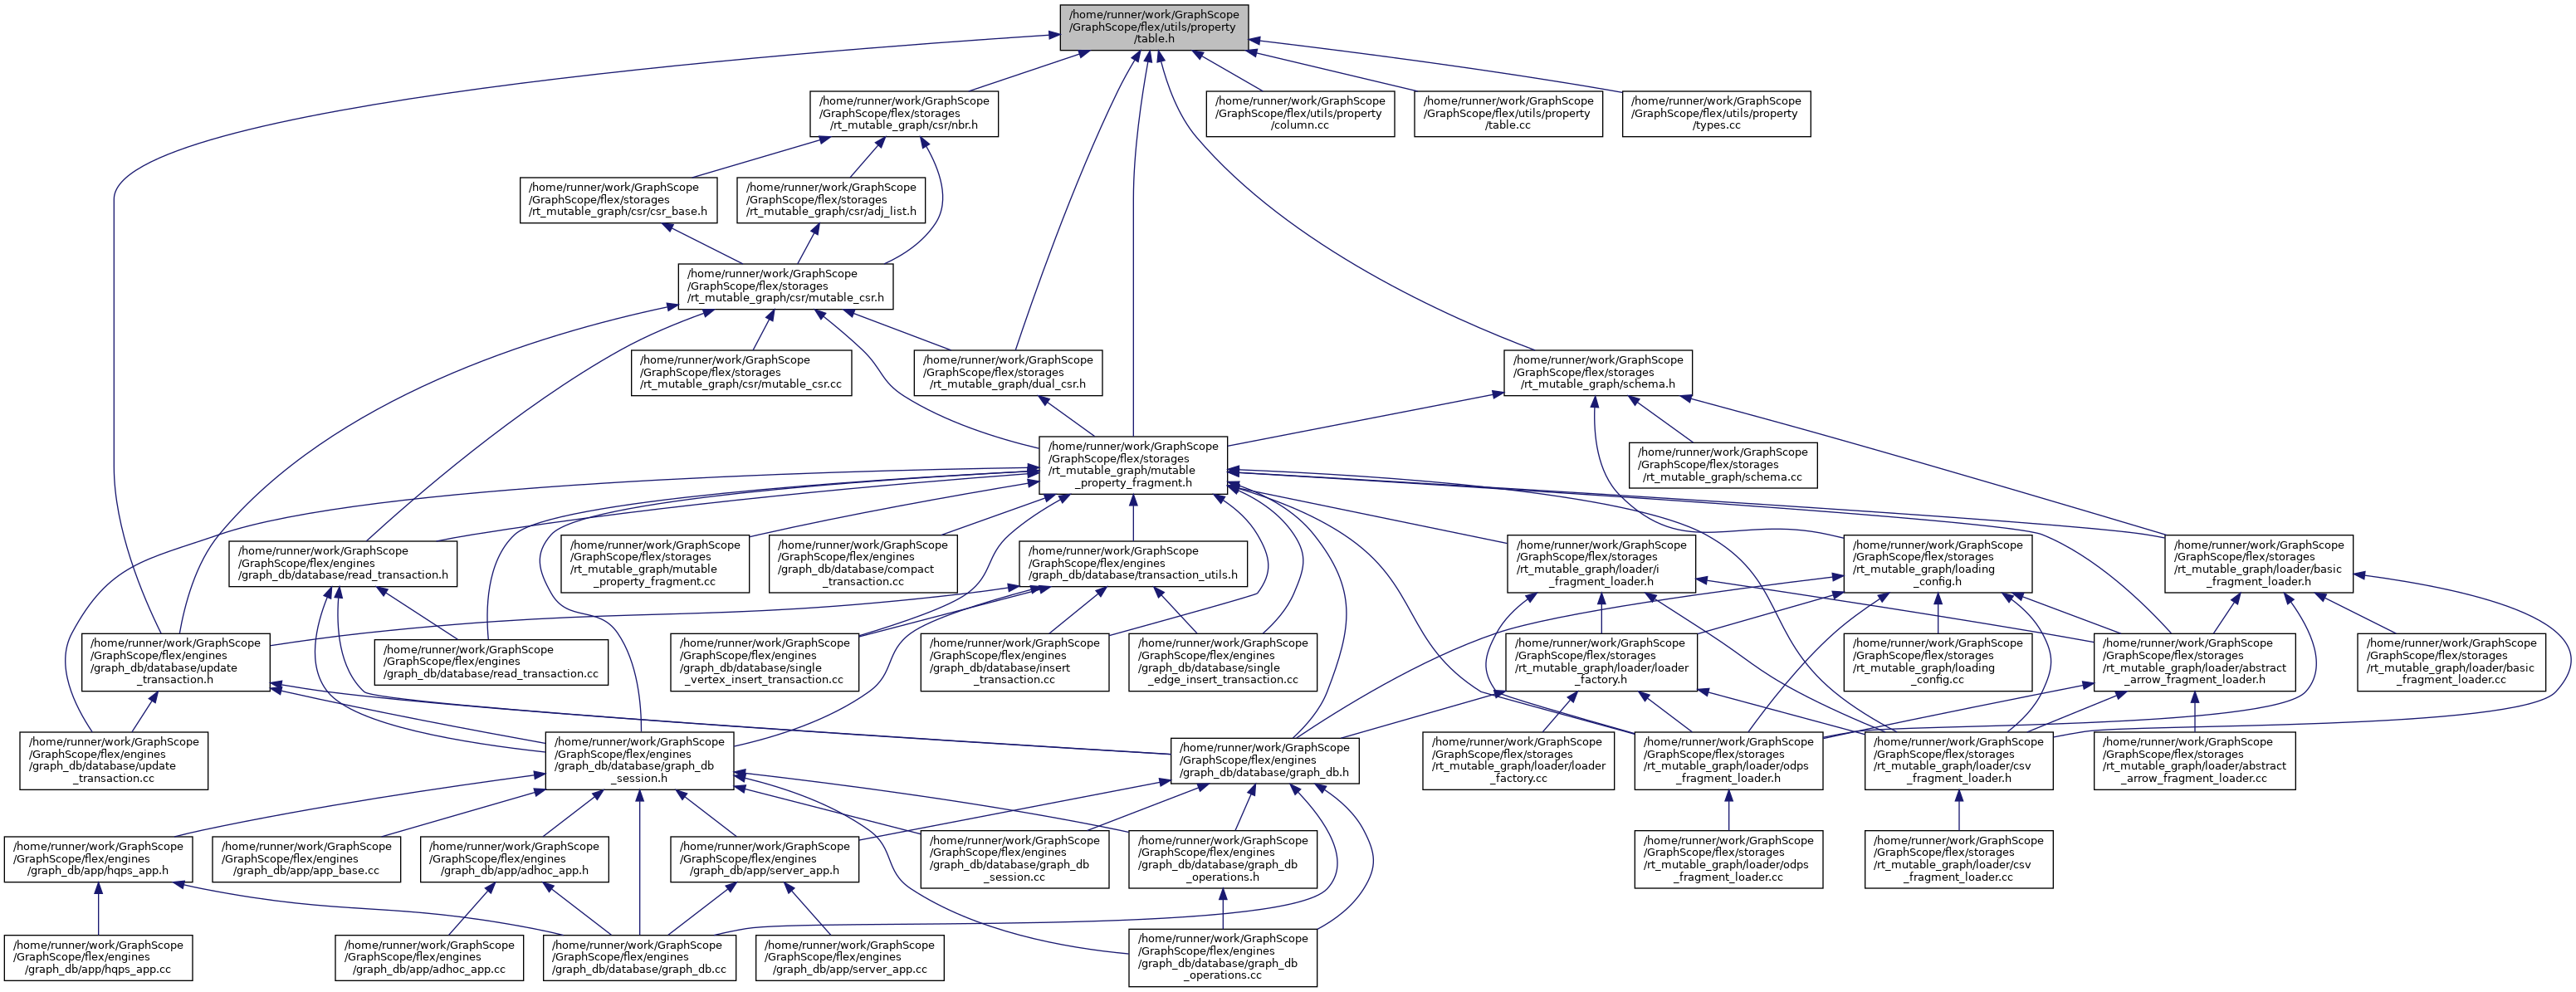 /home/runner/work/GraphScope
/GraphScope/flex/utils/property
/table.h
/home/runner/work/GraphScope
/GraphScope/flex/storages
/rt_mutable_graph/csr/nbr.h
/home/runner/work/GraphScope
/GraphScope/flex/utils/property
/column.cc
/home/runner/work/GraphScope
/GraphScope/flex/utils/property
/table.cc
/home/runner/work/GraphScope
/GraphScope/flex/utils/property
/types.cc
/home/runner/work/GraphScope
/GraphScope/flex/storages
/rt_mutable_graph/csr/csr_base.h
/home/runner/work/GraphScope
/GraphScope/flex/storages
/rt_mutable_graph/csr/adj_list.h
/home/runner/work/GraphScope
/GraphScope/flex/storages
/rt_mutable_graph/csr/mutable_csr.h
/home/runner/work/GraphScope
/GraphScope/flex/storages
/rt_mutable_graph/csr/mutable_csr.cc
/home/runner/work/GraphScope
/GraphScope/flex/storages
/rt_mutable_graph/dual_csr.h
/home/runner/work/GraphScope
/GraphScope/flex/storages
/rt_mutable_graph/schema.h
/home/runner/work/GraphScope
/GraphScope/flex/storages
/rt_mutable_graph/mutable
_property_fragment.h
/home/runner/work/GraphScope
/GraphScope/flex/storages
/rt_mutable_graph/schema.cc
/home/runner/work/GraphScope
/GraphScope/flex/engines
/graph_db/database/read_transaction.h
/home/runner/work/GraphScope
/GraphScope/flex/storages
/rt_mutable_graph/mutable
_property_fragment.cc
/home/runner/work/GraphScope
/GraphScope/flex/engines
/graph_db/database/compact
_transaction.cc
/home/runner/work/GraphScope
/GraphScope/flex/engines
/graph_db/database/transaction_utils.h
/home/runner/work/GraphScope
/GraphScope/flex/storages
/rt_mutable_graph/loader/i
_fragment_loader.h
/home/runner/work/GraphScope
/GraphScope/flex/storages
/rt_mutable_graph/loading
_config.h
/home/runner/work/GraphScope
/GraphScope/flex/storages
/rt_mutable_graph/loader/basic
_fragment_loader.h
/home/runner/work/GraphScope
/GraphScope/flex/engines
/graph_db/database/update
_transaction.h
/home/runner/work/GraphScope
/GraphScope/flex/engines
/graph_db/database/read_transaction.cc
/home/runner/work/GraphScope
/GraphScope/flex/engines
/graph_db/database/single
_vertex_insert_transaction.cc
/home/runner/work/GraphScope
/GraphScope/flex/engines
/graph_db/database/insert
_transaction.cc
/home/runner/work/GraphScope
/GraphScope/flex/engines
/graph_db/database/single
_edge_insert_transaction.cc
/home/runner/work/GraphScope
/GraphScope/flex/storages
/rt_mutable_graph/loader/loader
_factory.h
/home/runner/work/GraphScope
/GraphScope/flex/storages
/rt_mutable_graph/loading
_config.cc
/home/runner/work/GraphScope
/GraphScope/flex/storages
/rt_mutable_graph/loader/abstract
_arrow_fragment_loader.h
/home/runner/work/GraphScope
/GraphScope/flex/storages
/rt_mutable_graph/loader/basic
_fragment_loader.cc
/home/runner/work/GraphScope
/GraphScope/flex/engines
/graph_db/database/update
_transaction.cc
/home/runner/work/GraphScope
/GraphScope/flex/engines
/graph_db/database/graph_db
_session.h
/home/runner/work/GraphScope
/GraphScope/flex/engines
/graph_db/database/graph_db.h
/home/runner/work/GraphScope
/GraphScope/flex/storages
/rt_mutable_graph/loader/loader
_factory.cc
/home/runner/work/GraphScope
/GraphScope/flex/storages
/rt_mutable_graph/loader/odps
_fragment_loader.h
/home/runner/work/GraphScope
/GraphScope/flex/storages
/rt_mutable_graph/loader/csv
_fragment_loader.h
/home/runner/work/GraphScope
/GraphScope/flex/storages
/rt_mutable_graph/loader/abstract
_arrow_fragment_loader.cc
/home/runner/work/GraphScope
/GraphScope/flex/engines
/graph_db/app/hqps_app.h
/home/runner/work/GraphScope
/GraphScope/flex/engines
/graph_db/app/app_base.cc
/home/runner/work/GraphScope
/GraphScope/flex/engines
/graph_db/app/adhoc_app.h
/home/runner/work/GraphScope
/GraphScope/flex/engines
/graph_db/app/server_app.h
/home/runner/work/GraphScope
/GraphScope/flex/engines
/graph_db/database/graph_db
_session.cc
/home/runner/work/GraphScope
/GraphScope/flex/engines
/graph_db/database/graph_db
_operations.h
/home/runner/work/GraphScope
/GraphScope/flex/storages
/rt_mutable_graph/loader/odps
_fragment_loader.cc
/home/runner/work/GraphScope
/GraphScope/flex/storages
/rt_mutable_graph/loader/csv
_fragment_loader.cc
/home/runner/work/GraphScope
/GraphScope/flex/engines
/graph_db/app/hqps_app.cc
/home/runner/work/GraphScope
/GraphScope/flex/engines
/graph_db/app/adhoc_app.cc
/home/runner/work/GraphScope
/GraphScope/flex/engines
/graph_db/database/graph_db.cc
/home/runner/work/GraphScope
/GraphScope/flex/engines
/graph_db/app/server_app.cc
/home/runner/work/GraphScope
/GraphScope/flex/engines
/graph_db/database/graph_db
_operations.cc